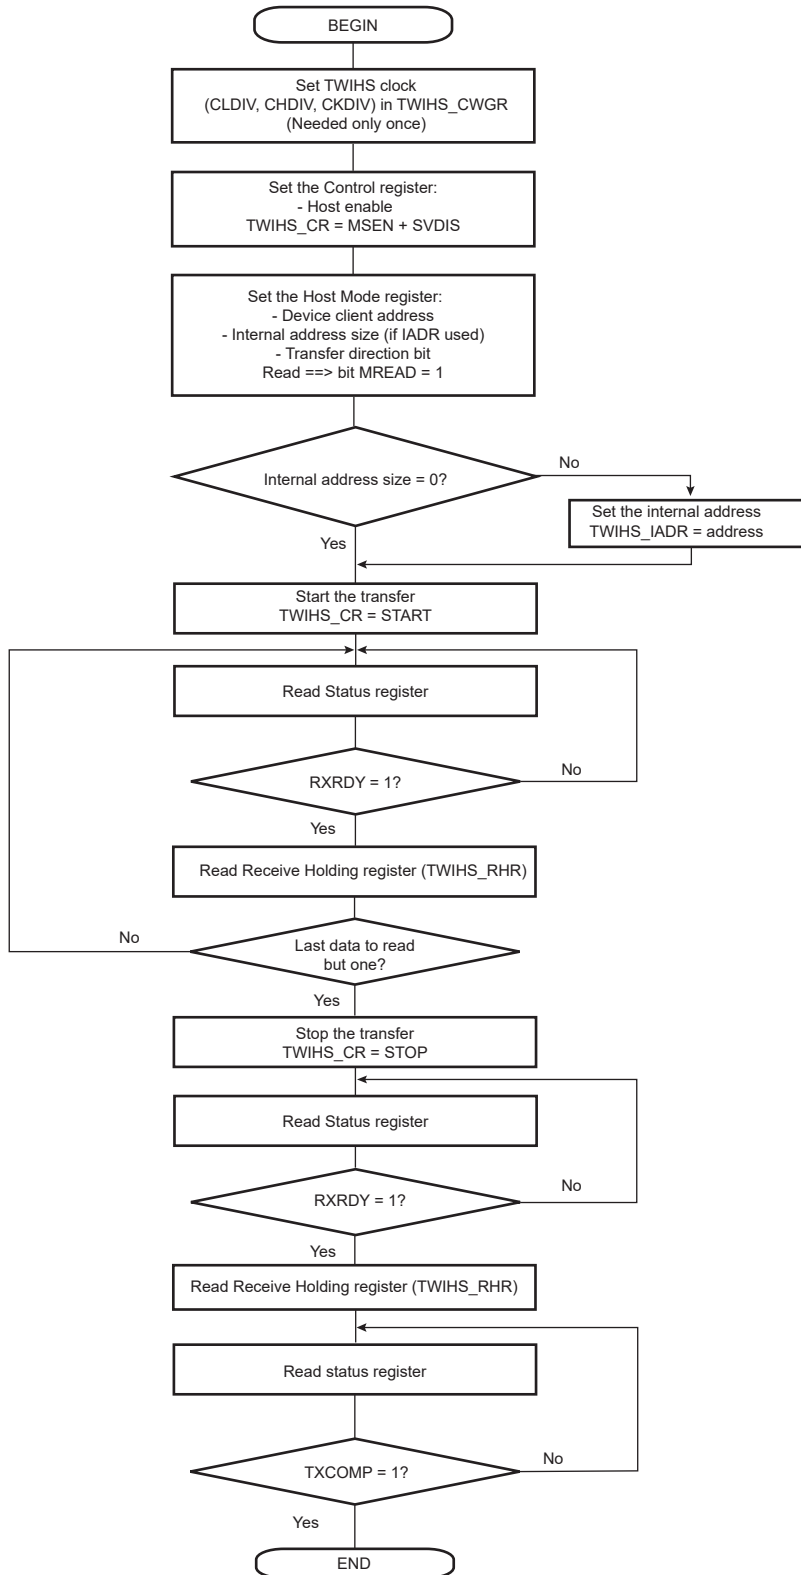 BEGIN
Set TWIHS clock
(CLDIV, CHDIV, CKDIV) in TWIHS_CWGR
(Needed only once)
Set the Control register:
- Host enable
TWIHS_CR = MSEN + SVDIS
Set the Host Mode register:
- Device client address
- Internal address size (if IADR used)
- Transfer direction bit
Read ==> bit MREAD = 1
Internal address size = 0?
No
Set the internal address
TWIHS_IADR = address
Yes
Start the transfer
TWIHS_CR = START
Read Status register
RXRDY = 1?
No
Yes
Read Receive Holding register (TWIHS_RHR)
No
Last data to read
but one?
Yes
Stop the transfer
TWIHS_CR = STOP
Read Status register
RXRDY = 1?
No
Yes
Read Receive Holding register (TWIHS_RHR)
Read status register
TXCOMP = 1?
No
Yes
END